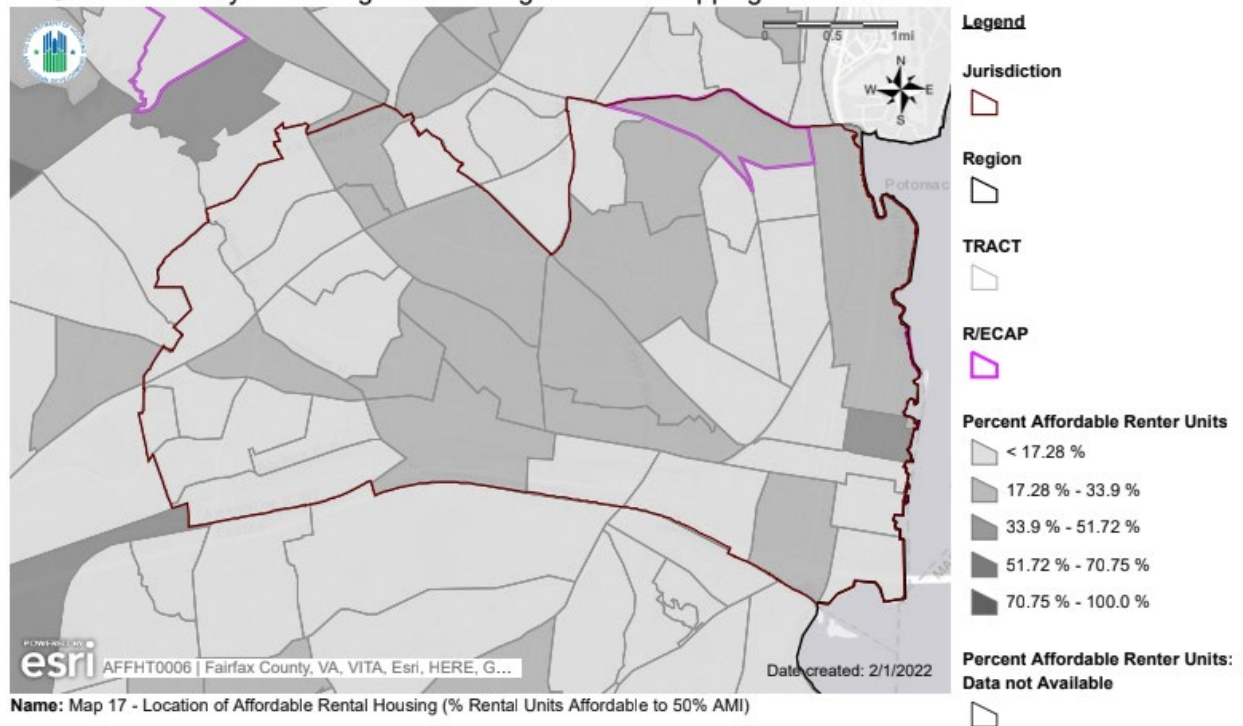 Legend
0 0.5 1mi
N
W E
S
Jurisdiction
Region
Potomac
TRACT
R/ECAP
Percent Affordable Renter Units
< 17.28 %
17.28 % - 33.9 %
33.9 % - 51.72 %
51.72 % - 70.75 %
70.75 % - 100.0 %
Percent Affordable Renter Units:
Data not Available
POWERED BY
esri
AFFHT0006 | Fairfax County, VA, VITA, Esri, HERE, G...
Date created: 2/1/2022
Name: Map 17 - Location of Affordable Rental Housing (% Rental Units Affordable to 50% AMI)